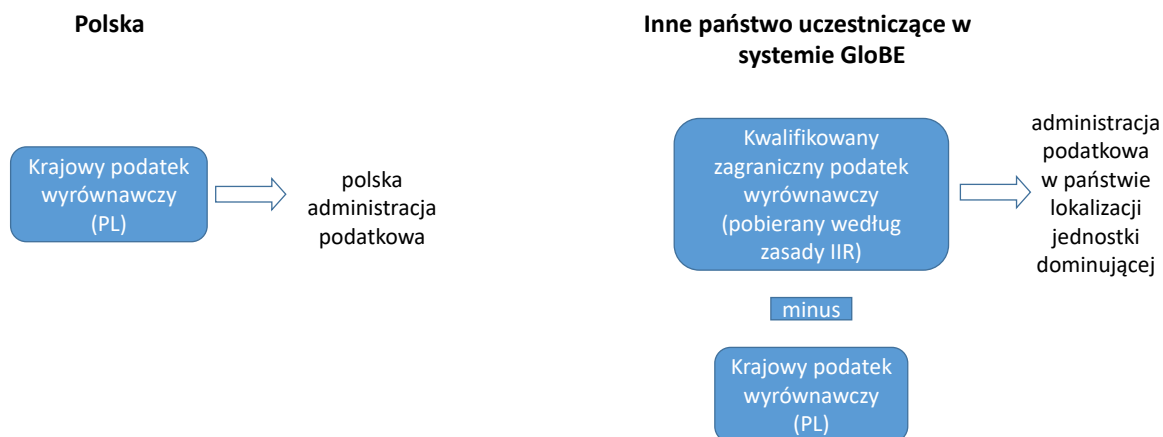 Polska
Krajowy podatek
wyrównawczy
(PL)
polska
administracja
podatkowa
Inne państwo uczestniczące w
systemie GloBE
Kwalifikowany
zagraniczny podatek
wyrównawczy
(pobierany według
zasady IIR)
administracja
podatkowa
w państwie
lokalizacji
jednostki
dominującej
minus
Krajowy podatek
wyrównawczy
(PL)